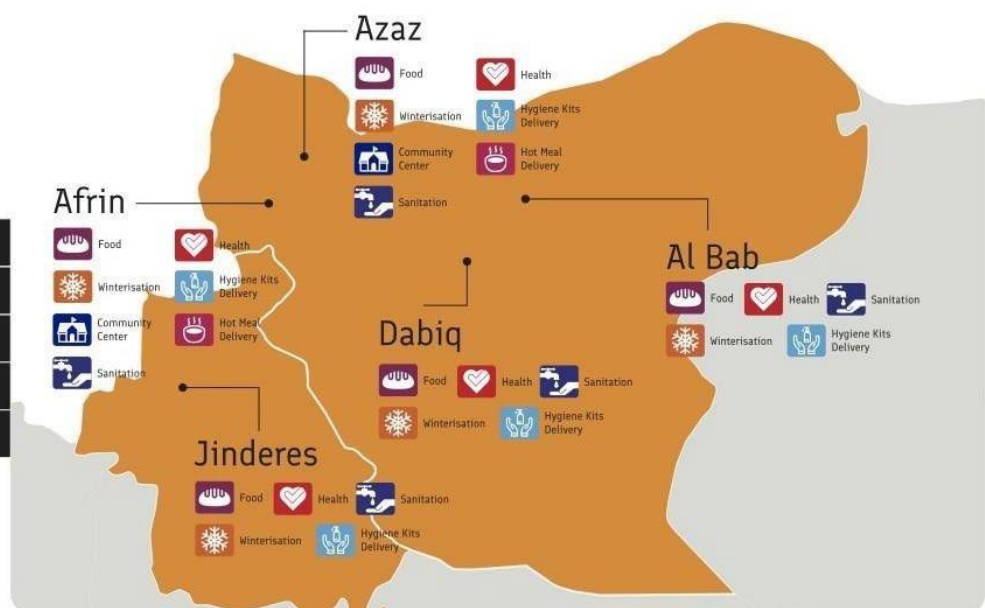 Azaz
Food
Health
Winterisation
Hygiene Kits
Delivery
Community
Center
Hot Meal
Delivery
Sanitation
Afrin
Food
Health
Winterisation
Hygiene Kits
Delivery
Community
Center
Hot Meal
Delivery
Sanitation
Al Bab
Food
Health
Sanitation
Winterisation
Hygiene Kits
Delivery
Dabiq
Food
Health
Sanitation
Winterisation
Hygiene Kits
Delivery
Jinderes
Food
Health
Sanitation
Winterisation
Hygiene Kits
Delivery